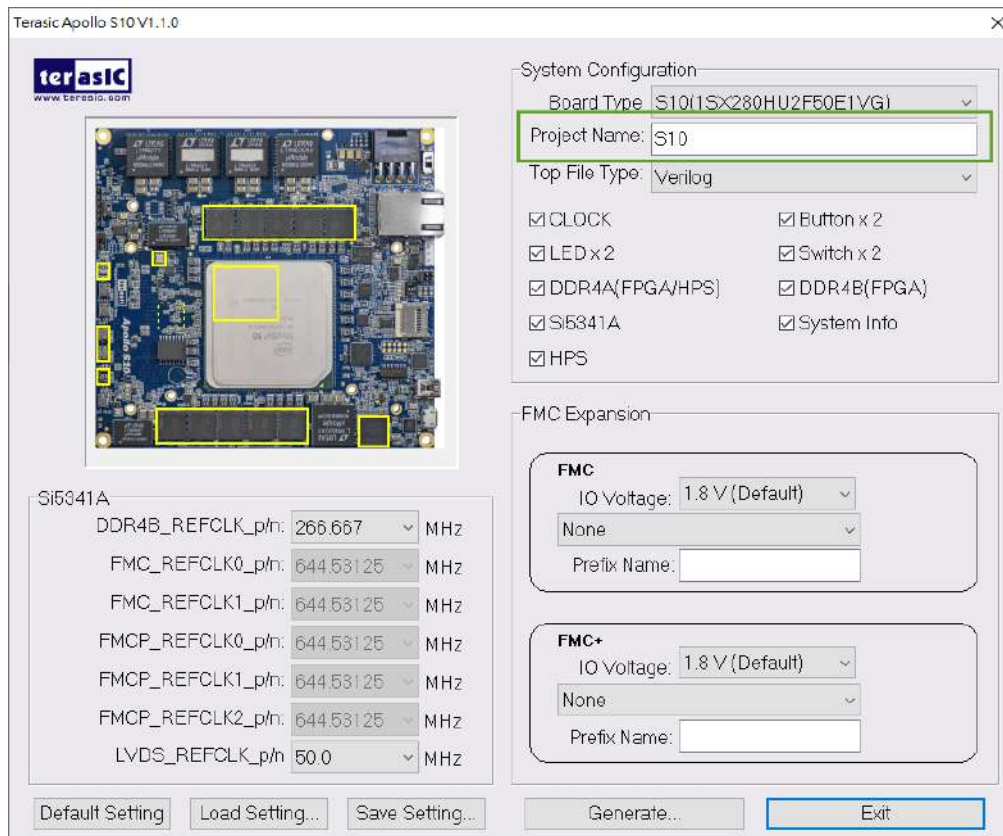 Terasic Apollo S10 V1.1.0
terasic
www.terasic.com
Apollo S10
System Configuration
Board Type S10(1SX280HU2F50E1VG)
Project Name: S10
Top File Type: Verilog
CLOCK
Button x 2
LED x 2
Switch x 2
DDR4A(FPGA/HPS)
DDR4B(FPGA)
Si5341A
System Info
HPS
FMC Expansion
FMC
IO Voltage: 1.8 V (Default)
None
Prefix Name:
FMC+
IO Voltage: 1.8 V (Default)
None
Prefix Name:
Si5341A
DDR4B_REFCLK_p/n: 266.667 MHz
FMC_REFCLK0_p/n: 644.53125 MHz
FMC_REFCLK1_p/n: 644.53125 MHz
FMCP_REFCLK0_p/n: 644.53125 MHz
FMCP_REFCLK1_p/n: 644.53125 MHz
FMCP_REFCLK2_p/n: 644.53125 MHz
LVDS_REFCLK_p/n 50.0 MHz
Default Setting
Load Setting...
Save Setting...
Generate...
Exit